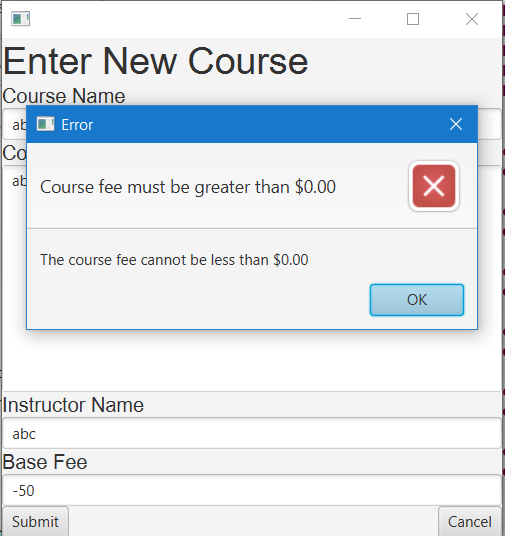 Enter New Course
Course Name
ab
Error
Co
ab
Course fee must be greater than $0.00
The course fee cannot be less than $0.00
OK
Instructor Name
abc
Base Fee
-50
Submit Cancel